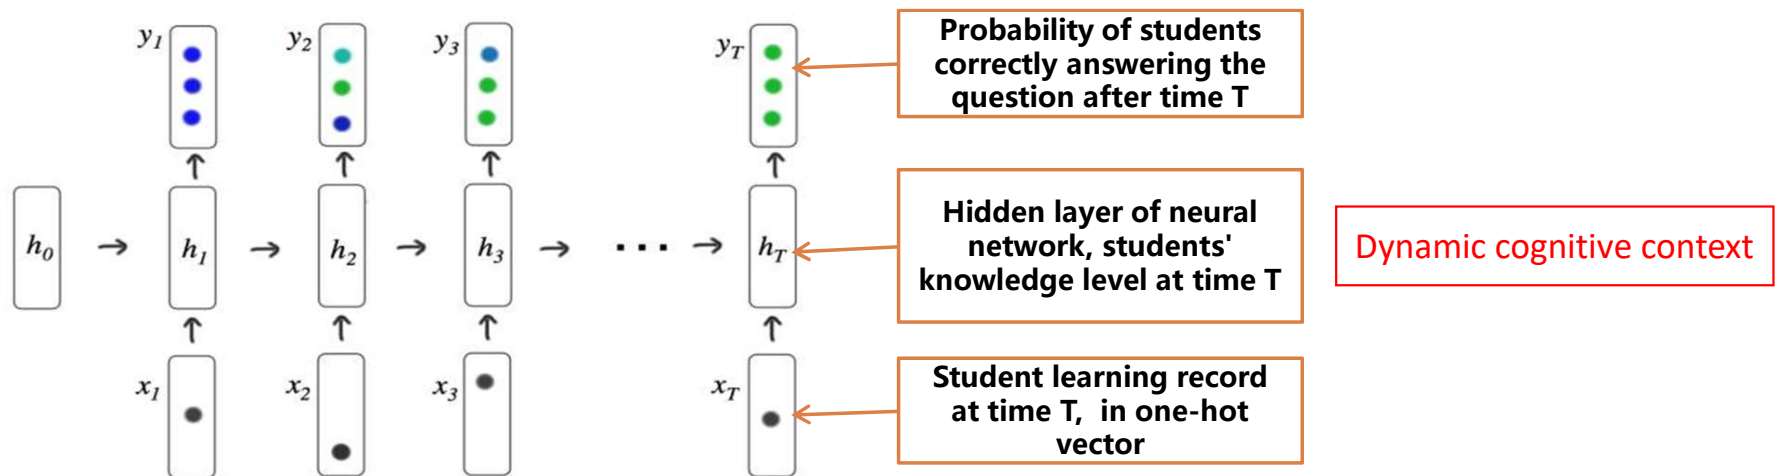 y1 y2 y3 yT
Probability of students
correctly answering the
question after time T
h0 h1 h2 h3 ... hT
Hidden layer of neural
network, students'
knowledge level at time T
Dynamic cognitive context
x1 x2 x3 xT
Student learning record
at time T, in one-hot
vector